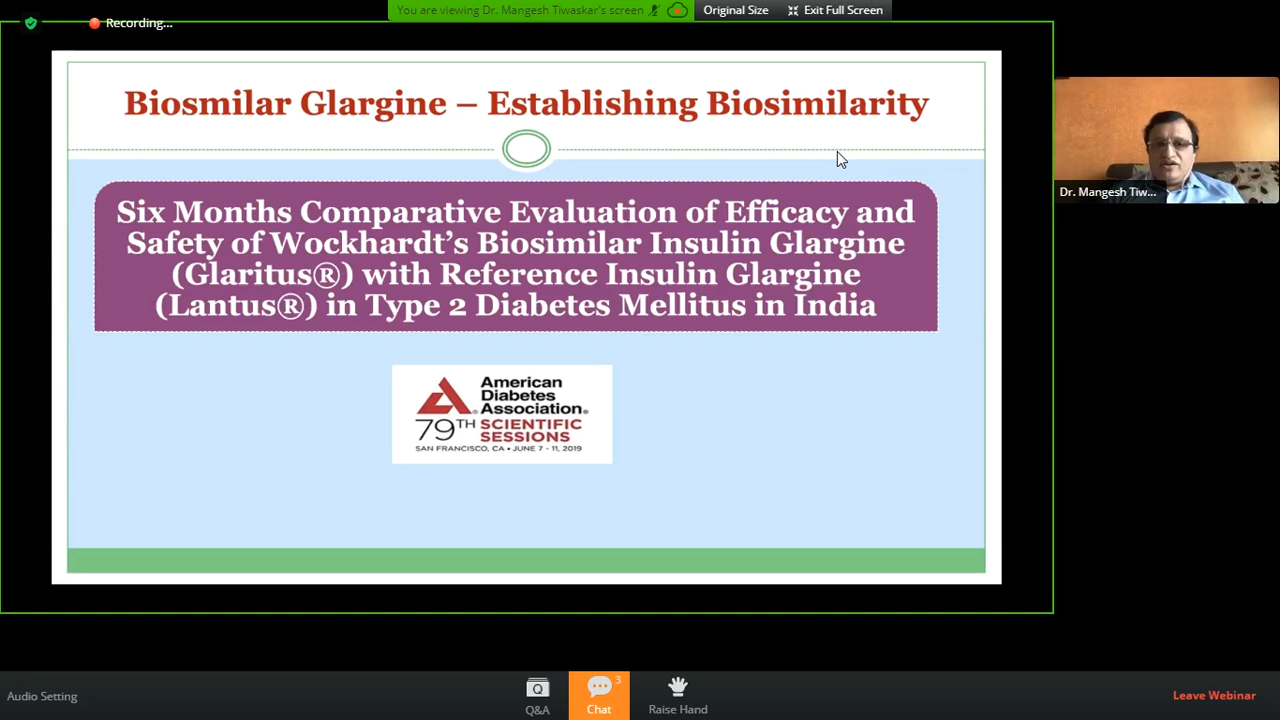 You are viewing Dr. Mangesh Tiwaskar's screen
Original Size
Exit Full Screen
Recording...
Biosmilar Glargine – Establishing Biosimilarity
Six Months Comparative Evaluation of Efficacy and
Safety of Wockhardt's Biosimilar Insulin Glargine
(Glaritus®) with Reference Insulin Glargine
(Lantus®) in Type 2 Diabetes Mellitus in India
American
Diabetes
Association®
79TH SCIENTIFIC
SESSIONS
SAN FRANCISCO, CA • JUNE 7 - 11, 2019
Dr. Mangesh Tiw...
Audio Setting
Q
Q&A
3
Chat
Raise Hand
Leave Webinar